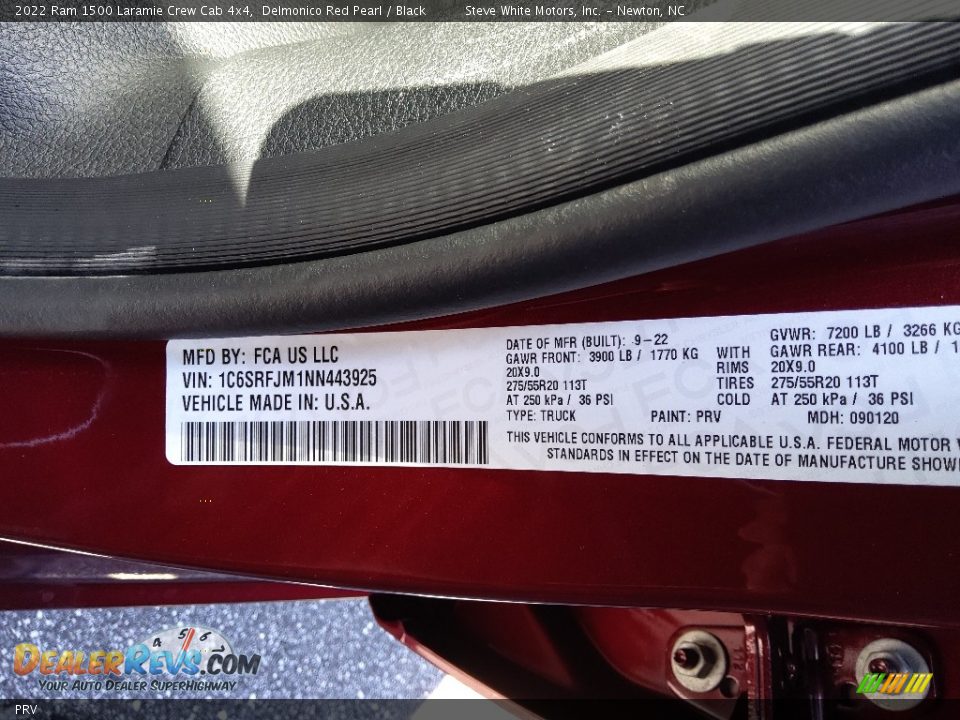 2022 Ram 1500 Laramie Crew Cab 4x4, Delmonico Red Pearl / Black Steve White Motors, Inc. - Newton, NC
MFD BY: FCA US LLC
VIN: 1C6SRFJM1NN443925
VEHICLE MADE IN: U.S.A.
DATE OF MFR (BUILT): 9-22 GVWR: 7200 LB / 3266 KG
GAWR FRONT: 3900 LB / 1770 KG WITH GAWR REAR: 4100 LB /
20X9.0 RIMS 20X9.0
275/55R20 113T TIRES 275/55R20 113T
AT 250 kPa / 36 PSI COLD AT 250 kPa / 36 PSI
TYPE: TRUCK PAINT: PRV MDH: 090120
THIS VEHICLE CONFORMS TO ALL APPLICABLE U.S.A. FEDERAL MOTOR
STANDARDS IN EFFECT ON THE DATE OF MANUFACTURE
4 5 6
DEALERREVS.COM
YOUR AUTO DEALER SUPERHIGHWAY
PRV